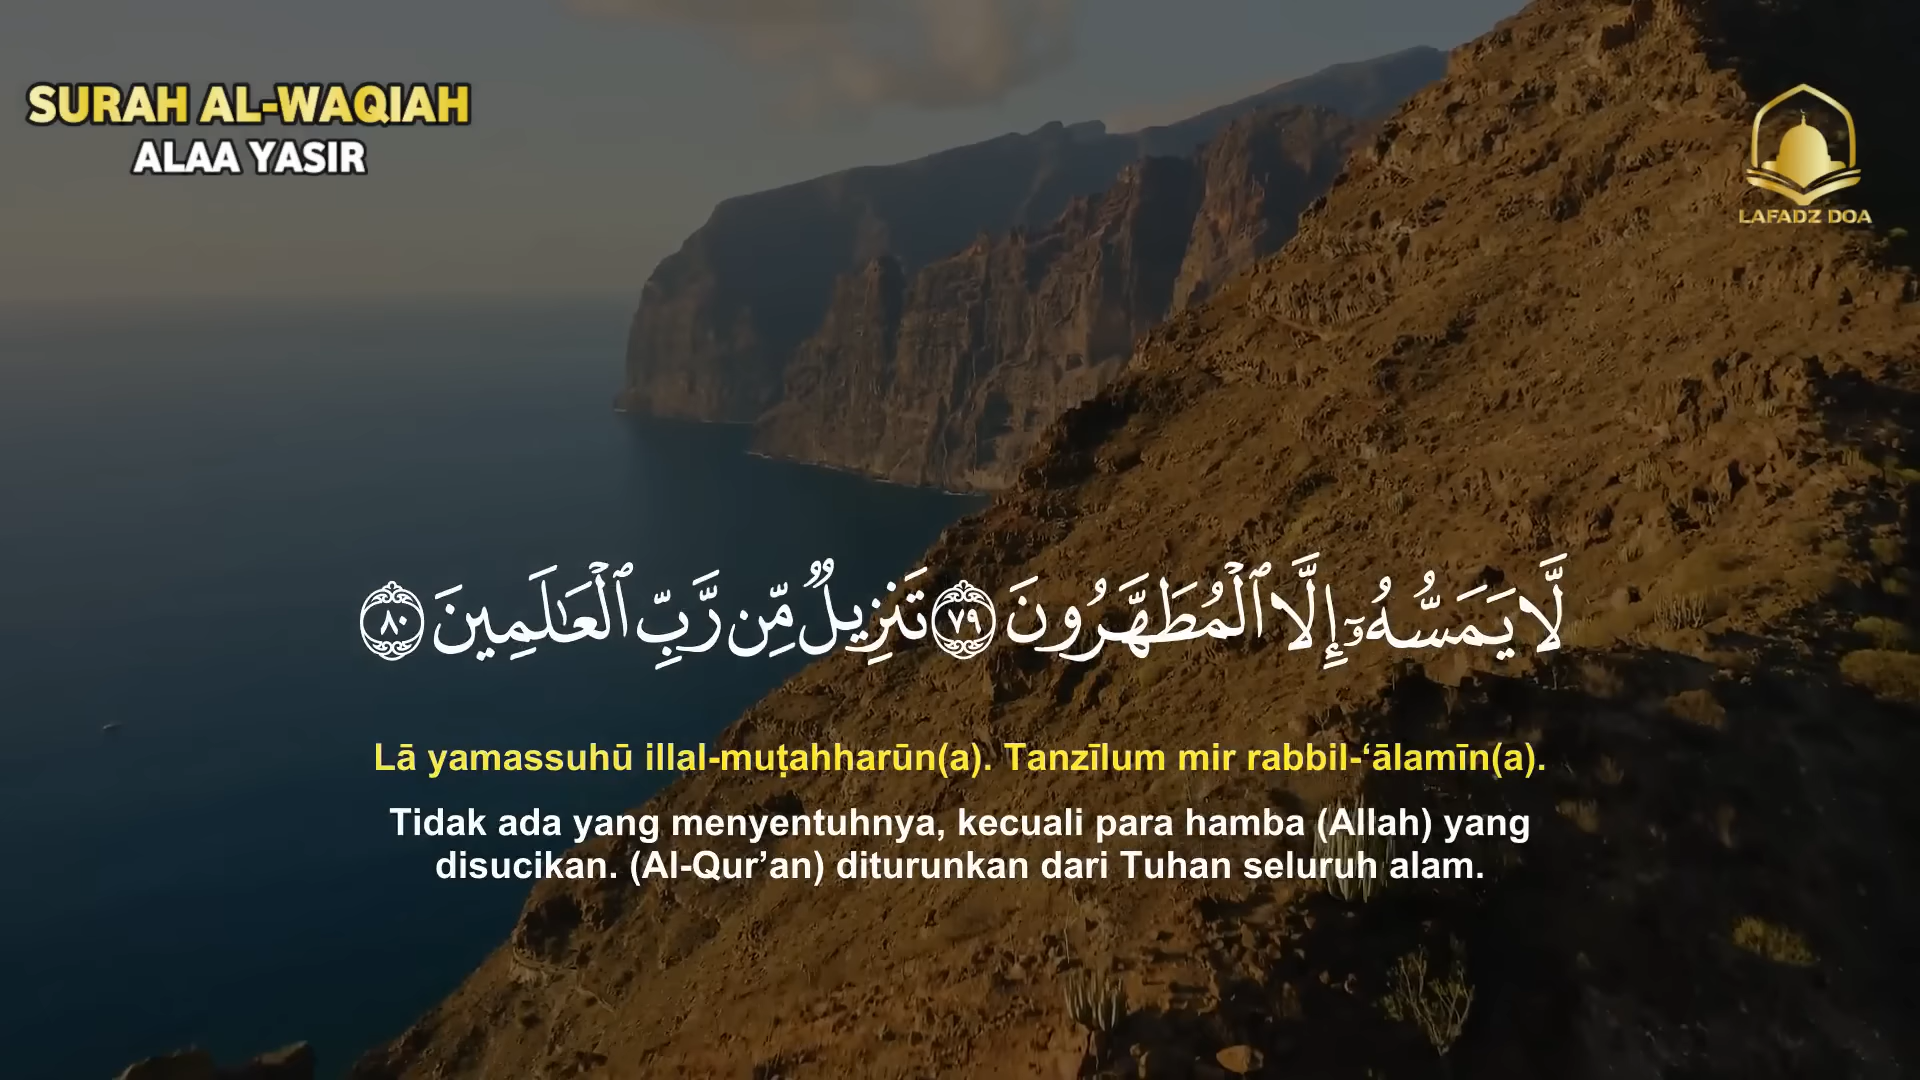 SURAH AL-WAQIAH
ALAA YASIR
LAFADZ DOA
لَّا يَمَسُّهُۥٓ إِلَّا ٱلْمُطَهَّرُونَ ٧٩ تَنزِيلٌ مِّن رَّبِّ ٱلْعَـٰلَمِينَ ٨٠
Lā yamassuhū illal-muṭahharūn(a). Tanzīlum mir rabbil-‘ālamīn(a).
Tidak ada yang menyentuhnya, kecuali para hamba (Allah) yang
disucikan. (Al-Qur’an) diturunkan dari Tuhan seluruh alam.